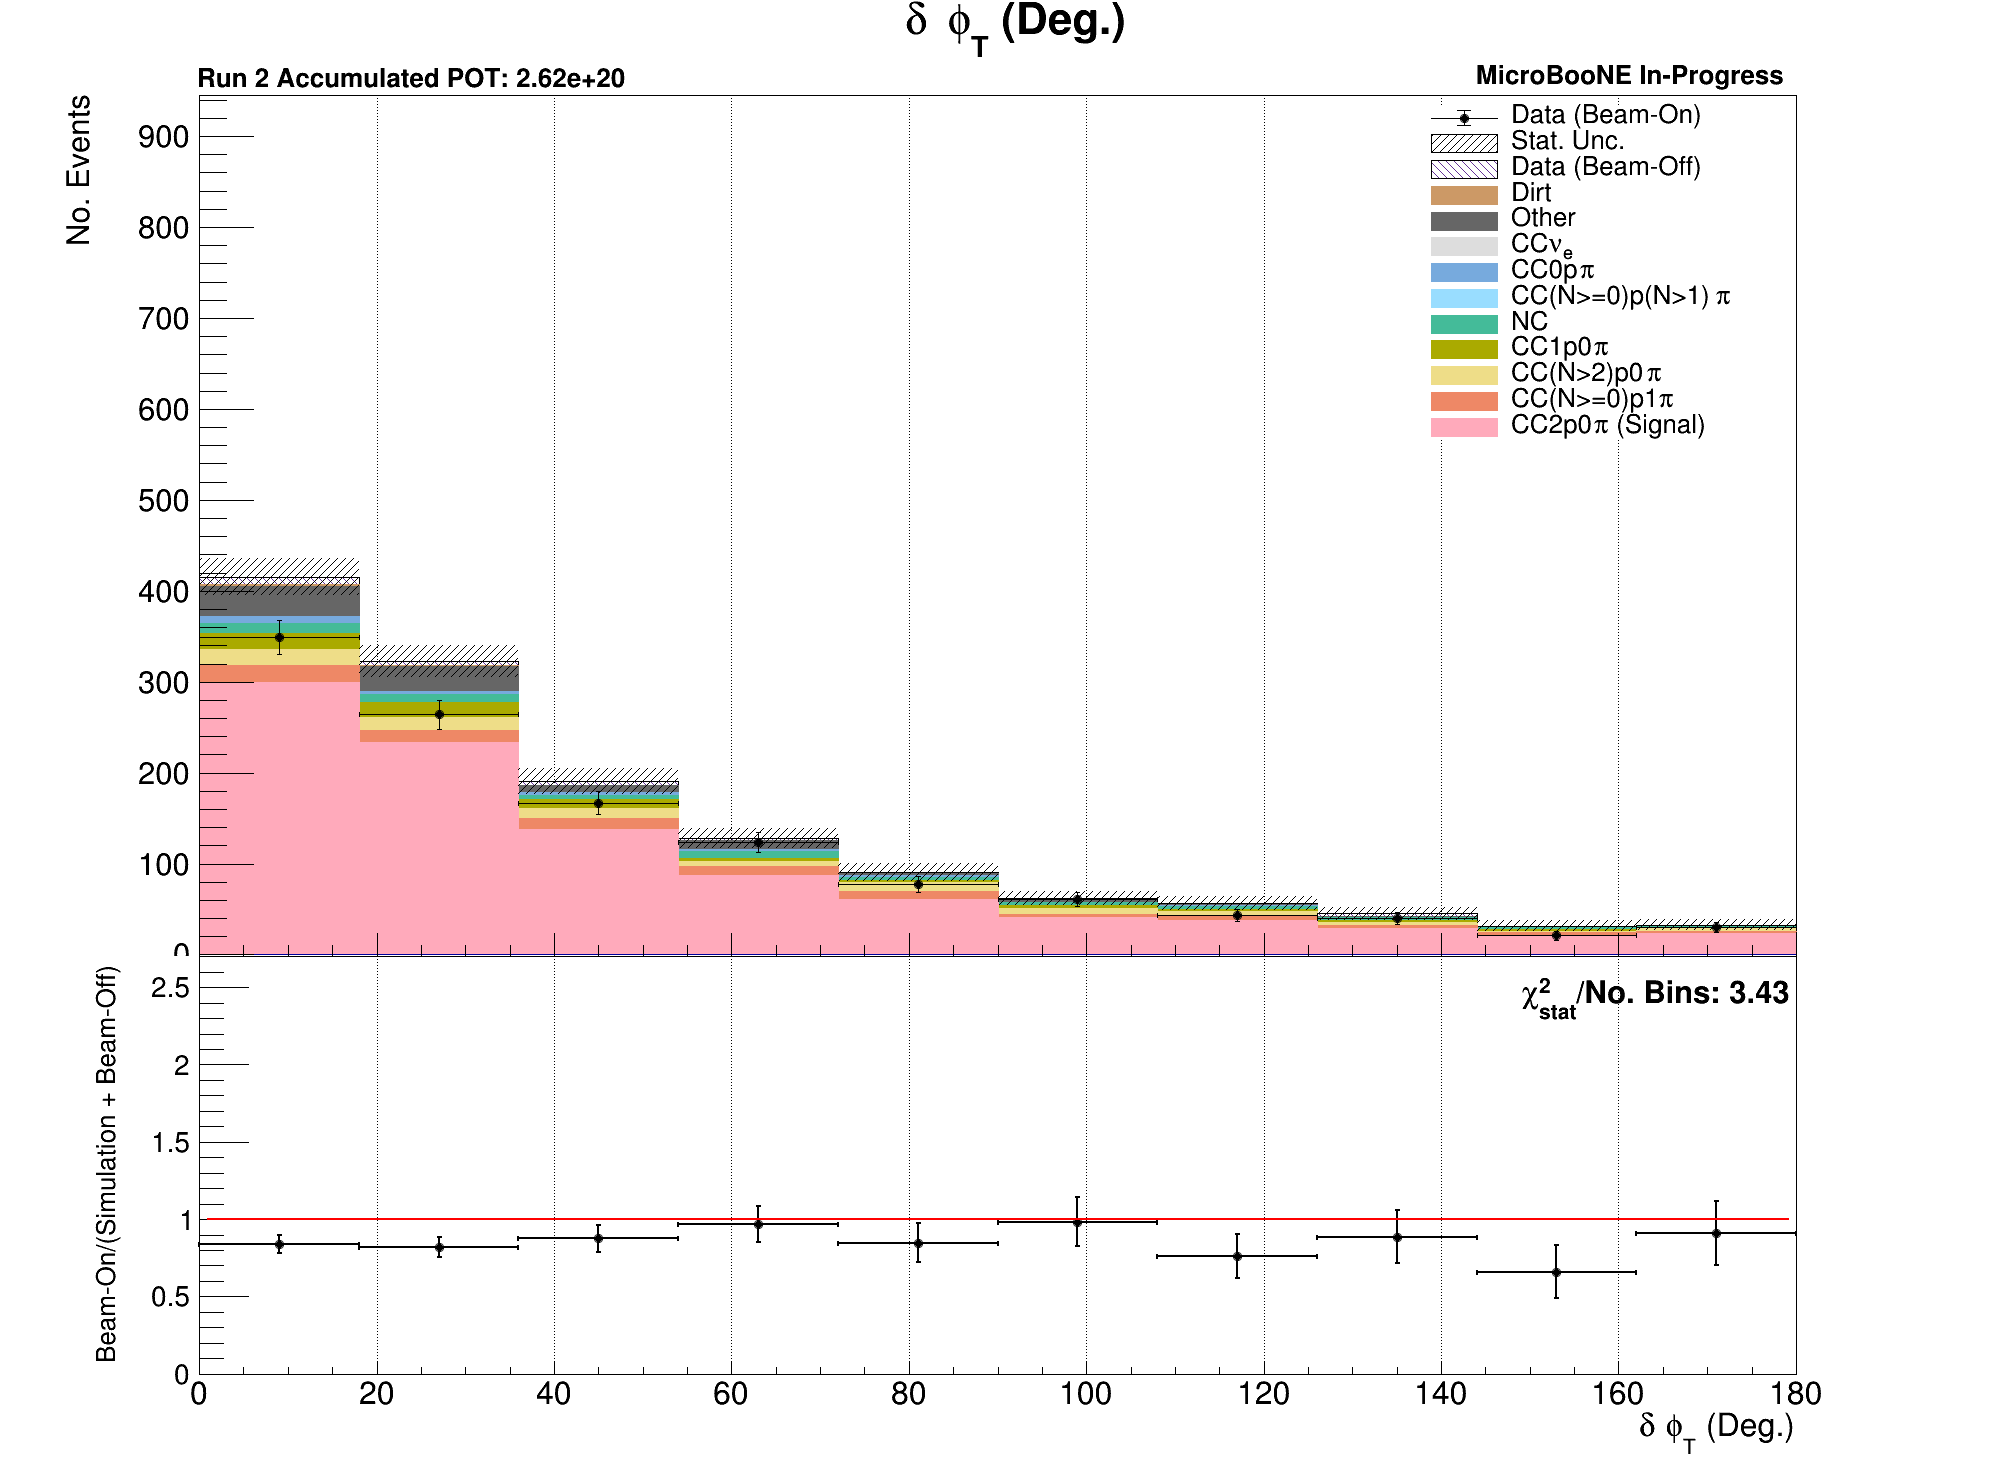 δ ϕ_T (Deg.)
Run 2 Accumulated POT: 2.62e+20
MicroBooNE In-Progress
No. Events
900
800
700
600
500
400
300
200
100
0
Data (Beam-On)
Stat. Unc.
Data (Beam-Off)
Dirt
Other
CCν_e
CC0pπ
CC(N>=0)p(N>1) π
NC
CC1p0π
CC(N>2)p0π
CC(N>=0)p1π
CC2p0π (Signal)
Beam-On/(Simulation + Beam-Off)
2.5
2
1.5
1
0.5
0
χ²_stat/No. Bins: 3.43
0 20 40 60 80 100 120 140 160 180
δ ϕ_T (Deg.)